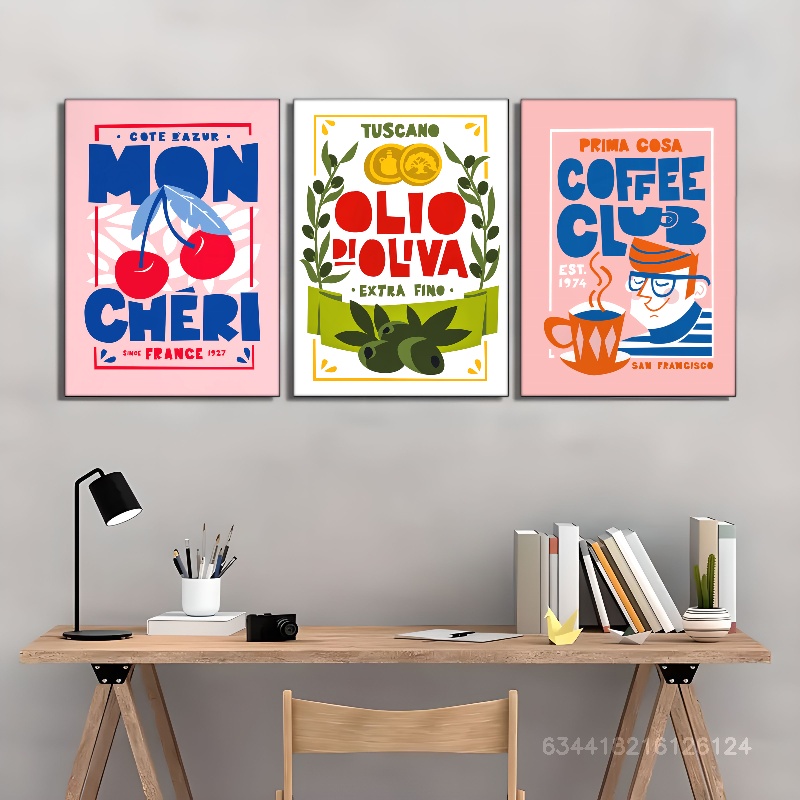 · COTE D'AZUR ·
MON
CHÉRI
SINCE FRANCE 1927
TUSCANO
OLIO
DI OLIVA
· EXTRA FINO ·
PRIMA COSA
COFFEE
CLUB
EST.
1974
SAN FRANCISCO
634413216126124